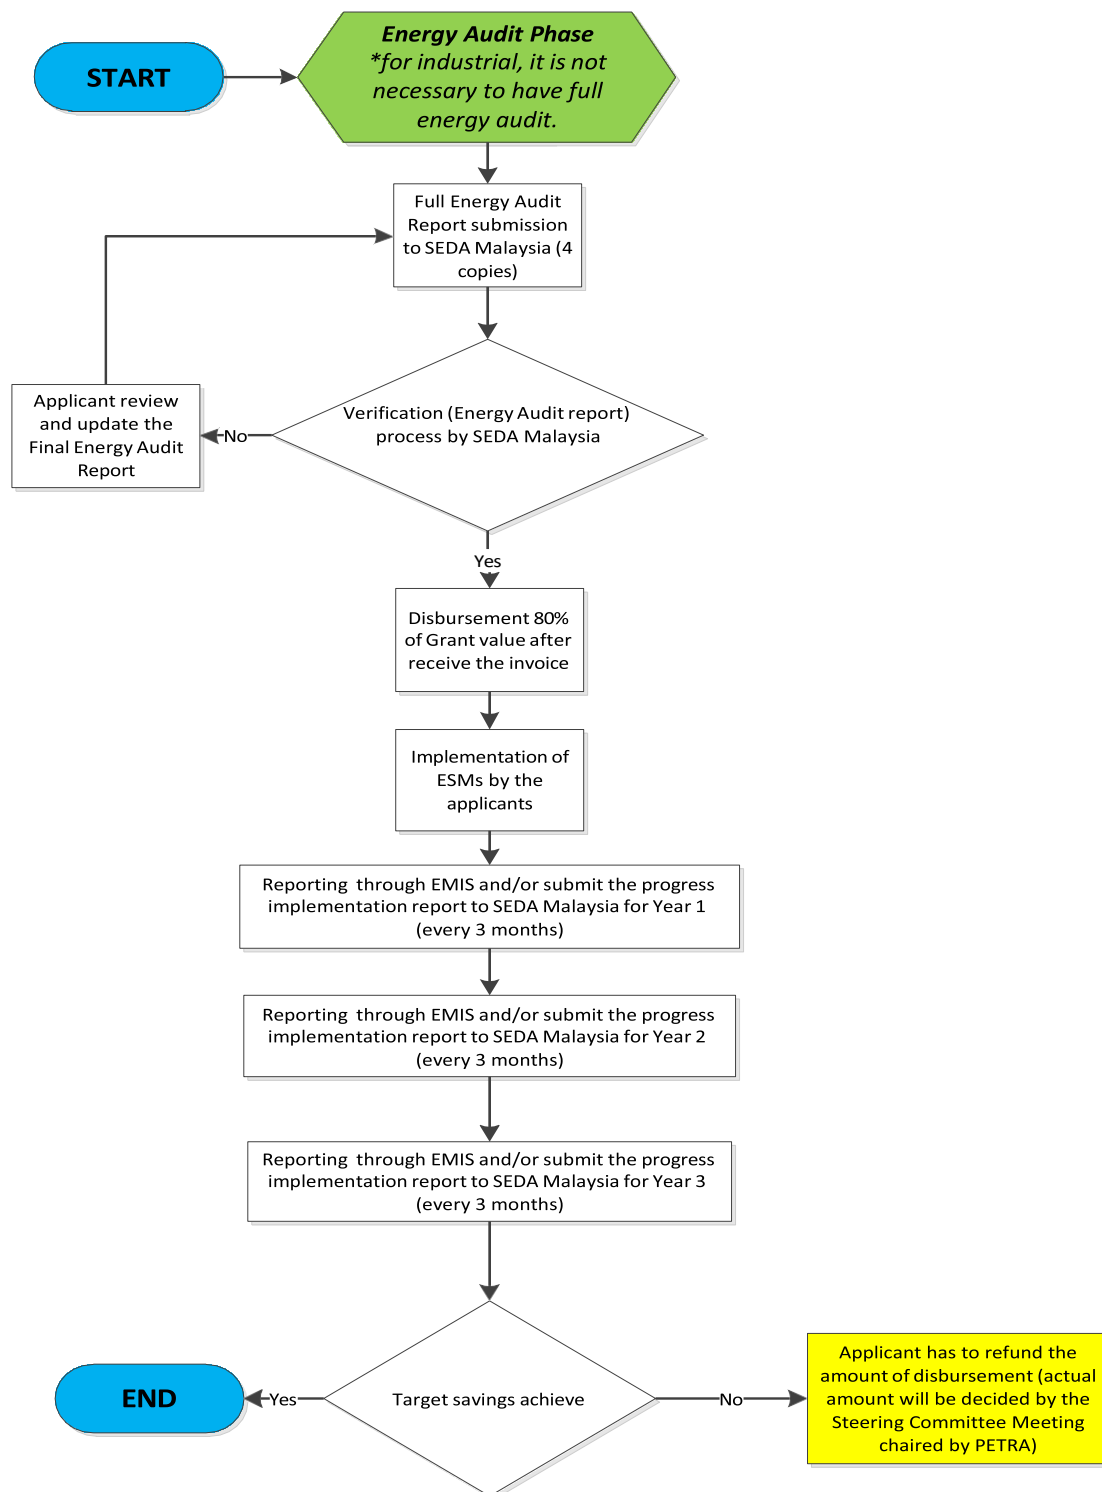 START
Energy Audit Phase
*for industrial, it is not
necessary to have full
energy audit.
Full Energy Audit
Report submission
to SEDA Malaysia (4
copies)
Applicant review
and update the
Final Energy Audit
Report
No
Verification (Energy Audit report)
process by SEDA Malaysia
Yes
Disbursement 80%
of Grant value after
receive the invoice
Implementation of
ESMs by the
applicants
Reporting through EMIS and/or submit the progress
implementation report to SEDA Malaysia for Year 1
(every 3 months)
Reporting through EMIS and/or submit the progress
implementation report to SEDA Malaysia for Year 2
(every 3 months)
Reporting through EMIS and/or submit the progress
implementation report to SEDA Malaysia for Year 3
(every 3 months)
END
Yes
Target savings achieve
No
Applicant has to refund the
amount of disbursement (actual
amount will be decided by the
Steering Committee Meeting
chaired by PETRA)